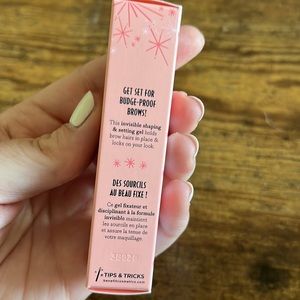 GET SET FOR
BUDGE-PROOF
BROWS!
This invisible shaping
& setting gel holds
brow hairs in place &
locks on your look.
DES SOURCILS
AU BEAU FIXE !
Ce gel fixateur et
disciplinant à la formule
invisible maintient
les sourcils en place
et assure la tenue de
votre maquillage.
TIPS & TRICKS
benefitcosmetics.com